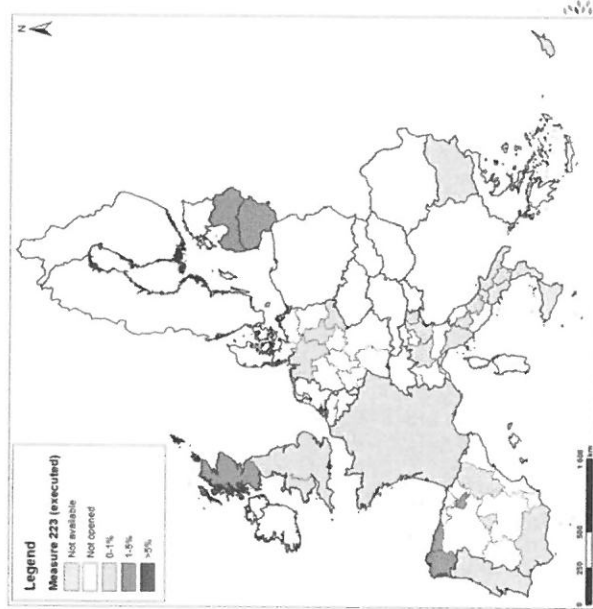 N
Legend
Measure 223 (executed)
Not available
Not opened
0-1%
1-5%
>5%
0 250 500 1 000
km